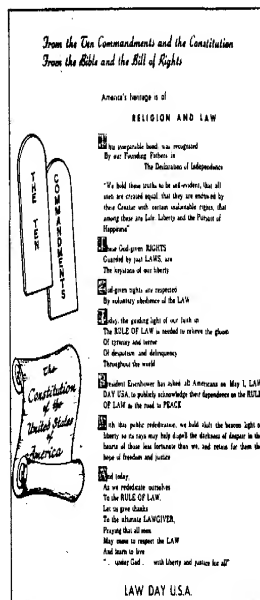 From the Ten Commandments and the Constitution
From the Bible and the Bill of Rights
America's heritage is of
RELIGION AND LAW
THE TEN
COMMANDMENTS
This inseparable bond, was recognized
By our Founding Fathers in
The Declaration of Independence
"We hold these truths to be self-evident, that all
men are created equal, that they are endowed by
their Creator with certain unalienable rights, that
among these are Life, Liberty and the Pursuit of
Happiness"
These God-given RIGHTS
Guarded by just LAWS, are
The keystone of our liberty
God-given rights are respected
By voluntary obedience of the LAW
Today, the guiding light of our faith in
The RULE OF LAW is needed to relieve the gloom
Of tyranny and terror
Of despotism and delinquency
Throughout the world
The
Constitution
of the
United States
of
America
President Eisenhower has asked all Americans on May 1, LAW
DAY USA, to publicly acknowledge their dependence on the RULE
OF LAW as the road to PEACE
With this public rededication, we hold aloft the beacon light of
liberty so its rays may help dispell the darkness of despair in the
hearts of those less fortunate than we, and retain for them the
hope of freedom and justice
And today,
As we rededicate ourselves
To the RULE OF LAW,
Let us give thanks
To the ultimate LAWGIVER,
Praying that all men
May come to respect the LAW
And learn to live
". . under God . . with liberty and justice for all"
LAW DAY U.S.A.